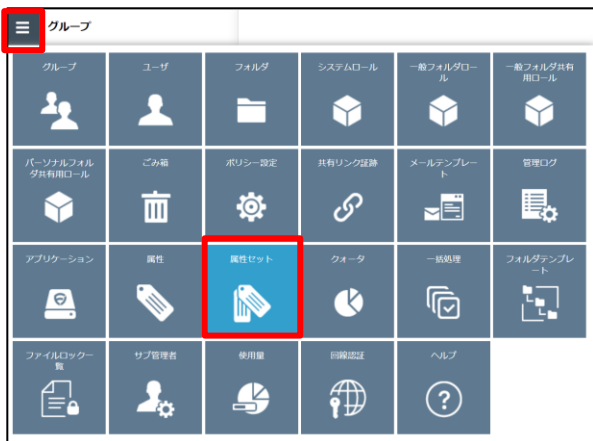 グループ
グループ
ユーザ
フォルダ
システムロール
一般フォルダロー
ル
一般フォルダ共有
用ロール
パーソナルフォル
ダ共有用ロール
ごみ箱
ポリシー設定
共有リンク証跡
メールテンプレー
ト
管理ログ
アプリケーション
属性
属性セット
クォータ
一括処理
フォルダテンプレ
ート
ファイルロック一
覧
サブ管理者
使用量
回線認証
ヘルプ